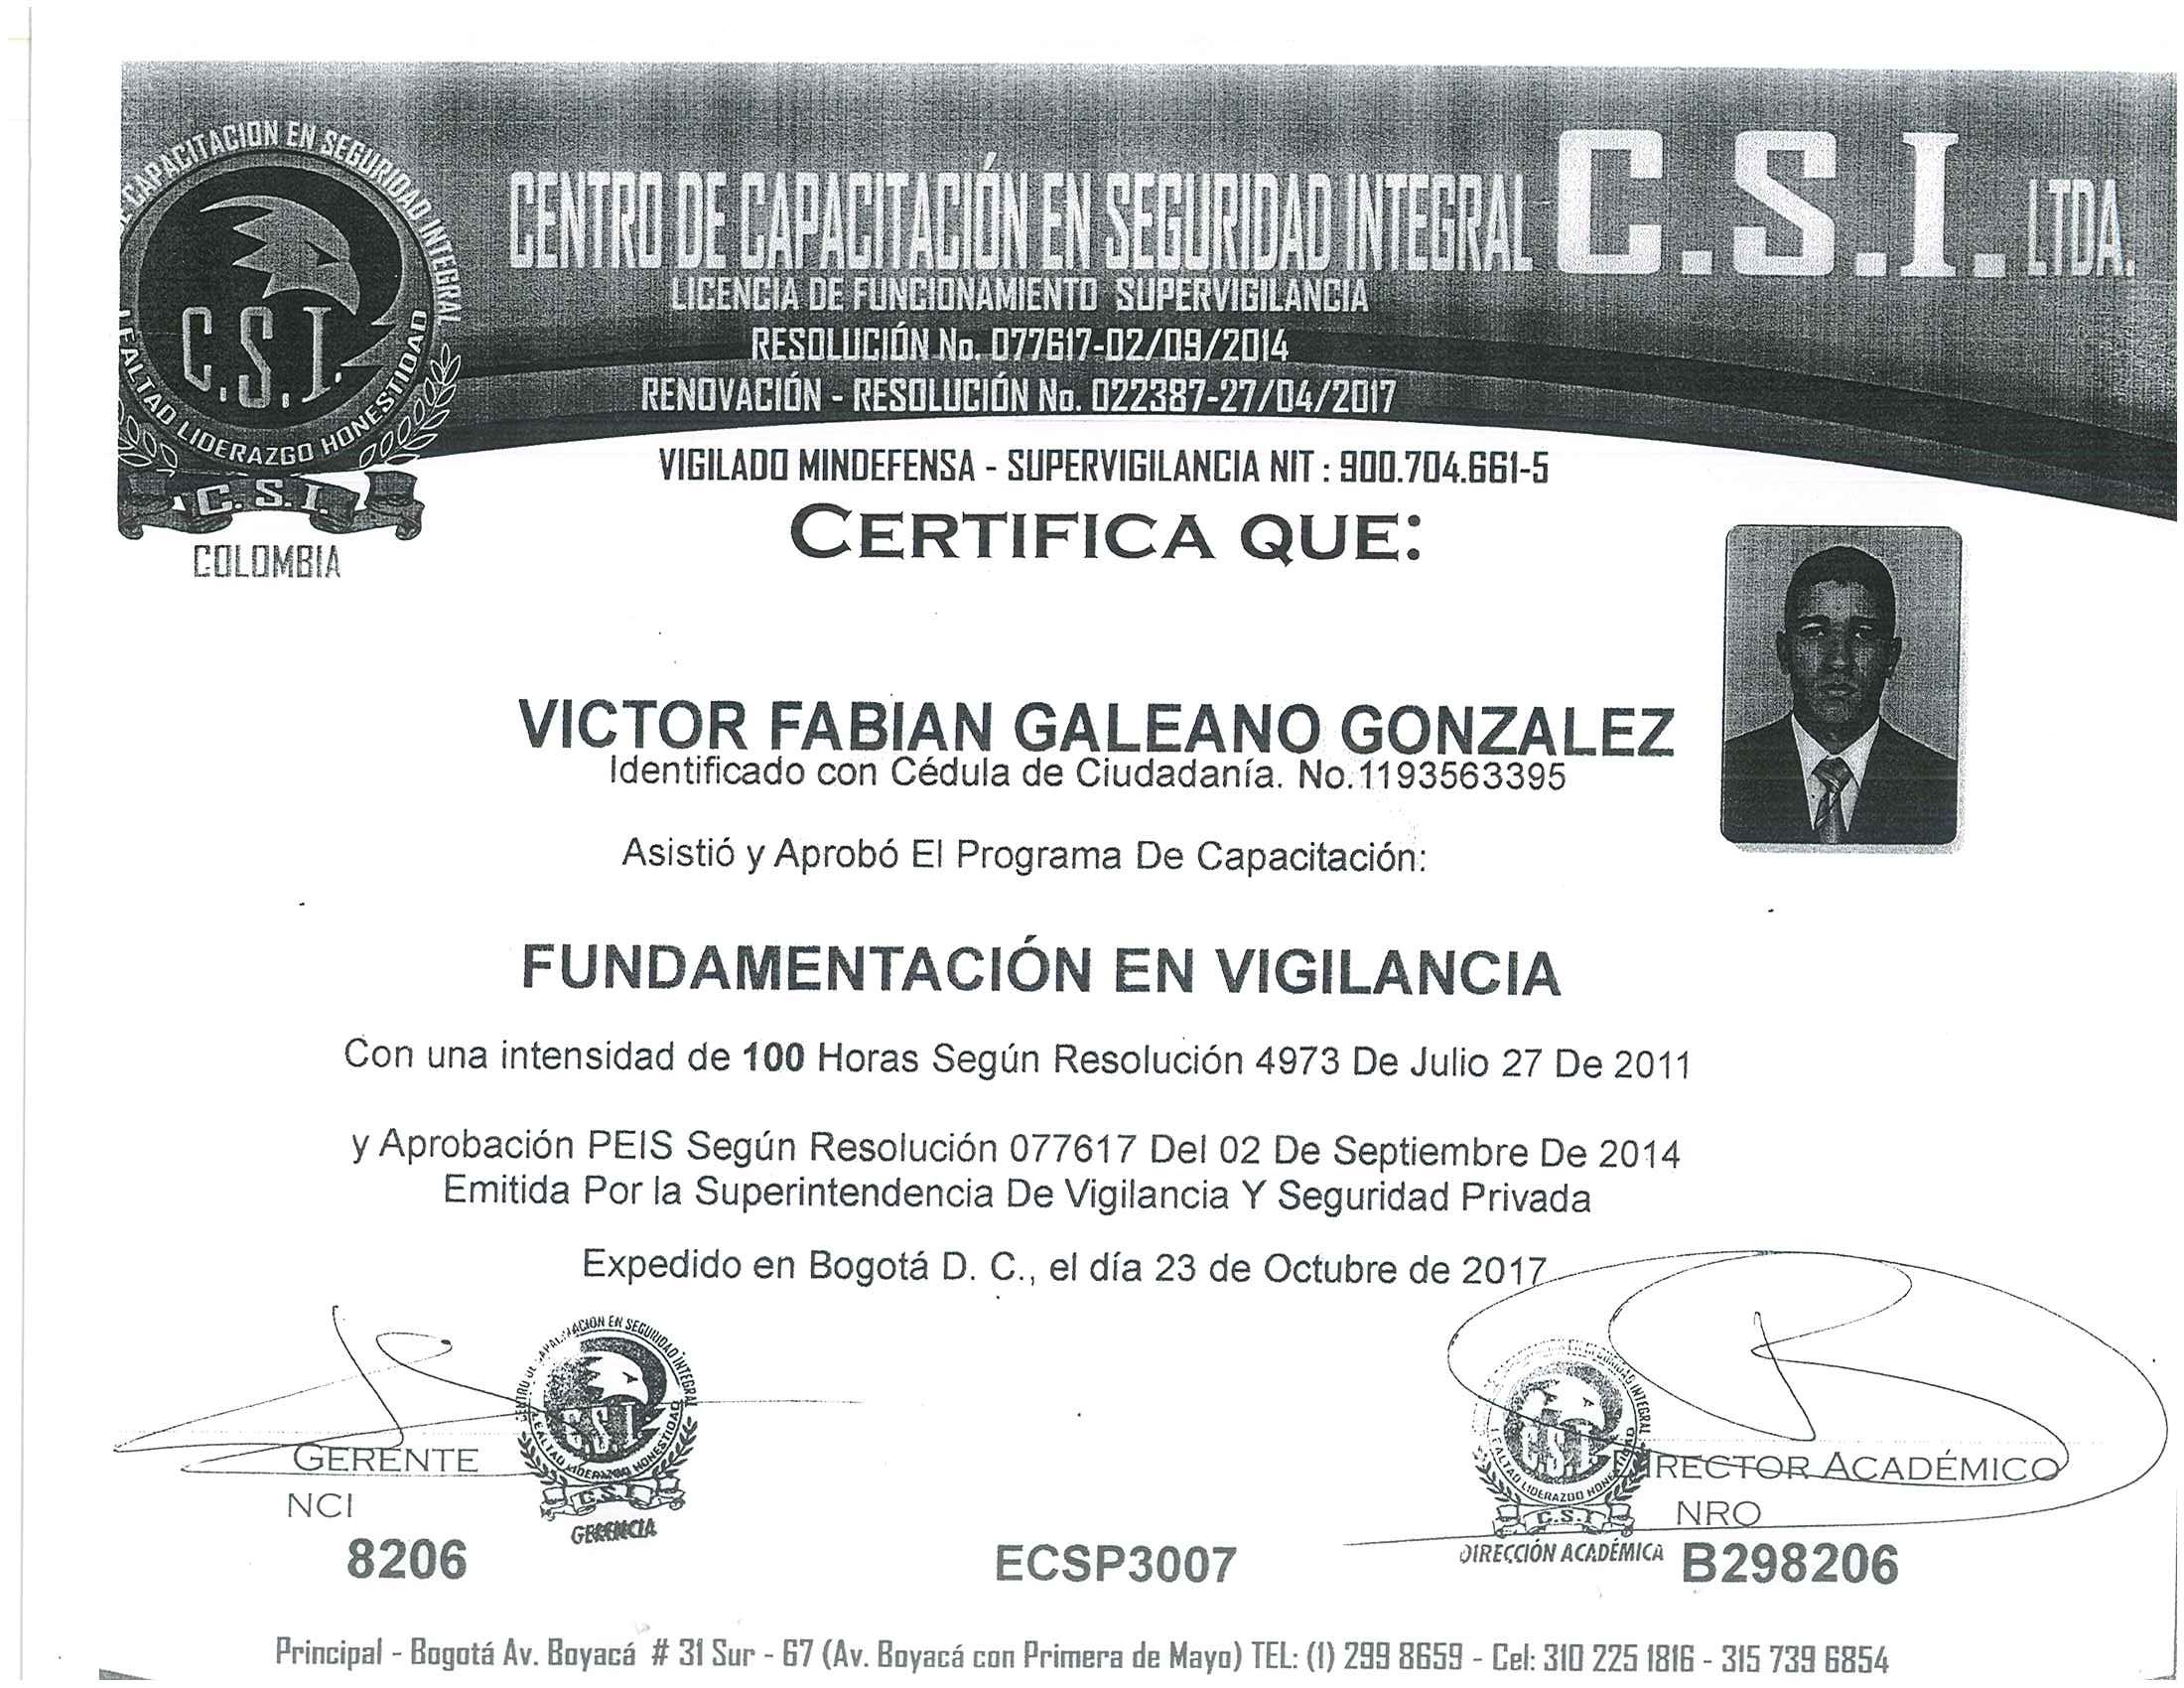 CAPACITACION EN SEGURIDAD INTEGRAL
C.S.I.
LEALTAD LIDERAZGO HONESTIDAD
C.S.I.
COLOMBIA
CENTRO DE CAPACITACIÓN EN SEGURIDAD INTEGRAL C.S.I. LTDA.
LICENCIA DE FUNCIONAMIENTO SUPERVIGILANCIA
RESOLUCIÓN No. 077617-02/09/2014
RENOVACIÓN - RESOLUCIÓN No. 022387-27/04/2017
VIGILADO MINDEFENSA - SUPERVIGILANCIA NIT : 900.704.661-5
CERTIFICA QUE:
VICTOR FABIAN GALEANO GONZALEZ
Identificado con Cédula de Ciudadanía. No.1193563395
Asistió y Aprobó El Programa De Capacitación:
FUNDAMENTACIÓN EN VIGILANCIA
Con una intensidad de 100 Horas Según Resolución 4973 De Julio 27 De 2011
y Aprobación PEIS Según Resolución 077617 Del 02 De Septiembre De 2014
Emitida Por la Superintendencia De Vigilancia Y Seguridad Privada
Expedido en Bogotá D. C., el día 23 de Octubre de 2017
EN SEGURIDAD INTEGRAL
C.S.I.
LEALTAD LIDERAZGO HONESTIDAD
C.S.I.
GERENCIA
INTEGRAL
C.S.I.
LEALTAD LIDERAZGO
C.S.I
DIRECCIÓN ACADÉMICA
GERENTE
DIRECTOR ACADÉMICO
NCI
NRO
8206
ECSP3007
B298206
Principal - Bogotá Av. Boyacá # 31 Sur - 67 (Av. Boyacá con Primera de Mayo) TEL: (1) 299 8659 - Cel: 310 225 1816 - 315 739 6854